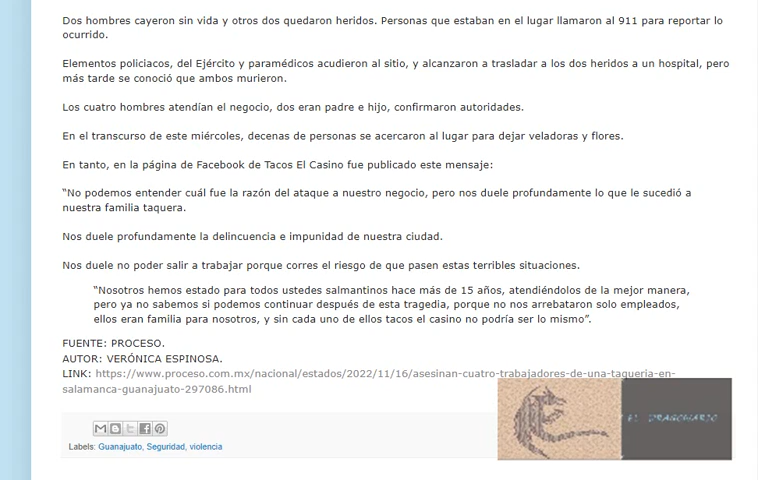 Dos hombres cayeron sin vida y otros dos quedaron heridos. Personas que estaban en el lugar llamaron al 911 para reportar lo
ocurrido.
Elementos policiacos, del Ejército y paramédicos acudieron al sitio, y alcanzaron a trasladar a los dos heridos a un hospital, pero
más tarde se conoció que ambos murieron.
Los cuatro hombres atendían el negocio, dos eran padre e hijo, confirmaron autoridades.
En el transcurso de este miércoles, decenas de personas se acercaron al lugar para dejar veladoras y flores.
En tanto, en la página de Facebook de Tacos El Casino fue publicado este mensaje:
“No podemos entender cuál fue la razón del ataque a nuestro negocio, pero nos duele profundamente lo que le sucedió a
nuestra familia taquera.
Nos duele profundamente la delincuencia e impunidad de nuestra ciudad.
Nos duele no poder salir a trabajar porque corres el riesgo de que pasen estas terribles situaciones.
“Nosotros hemos estado para todos ustedes salmantinos hace más de 15 años, atendiéndolos de la mejor manera,
pero ya no sabemos si podemos continuar después de esta tragedia, porque no nos arrebataron solo empleados,
ellos eran familia para nosotros, y sin cada uno de ellos tacos el casino no podría ser lo mismo”.
FUENTE: PROCESO.
AUTOR: VERÓNICA ESPINOSA.
LINK: https://www.proceso.com.mx/nacional/estados/2022/11/16/asesinan-cuatro-trabajadores-de-una-taqueria-en-
salamanca-guanajuato-297086.html
EL DRAGONARIO
Labels: Guanajuato, Seguridad, violencia